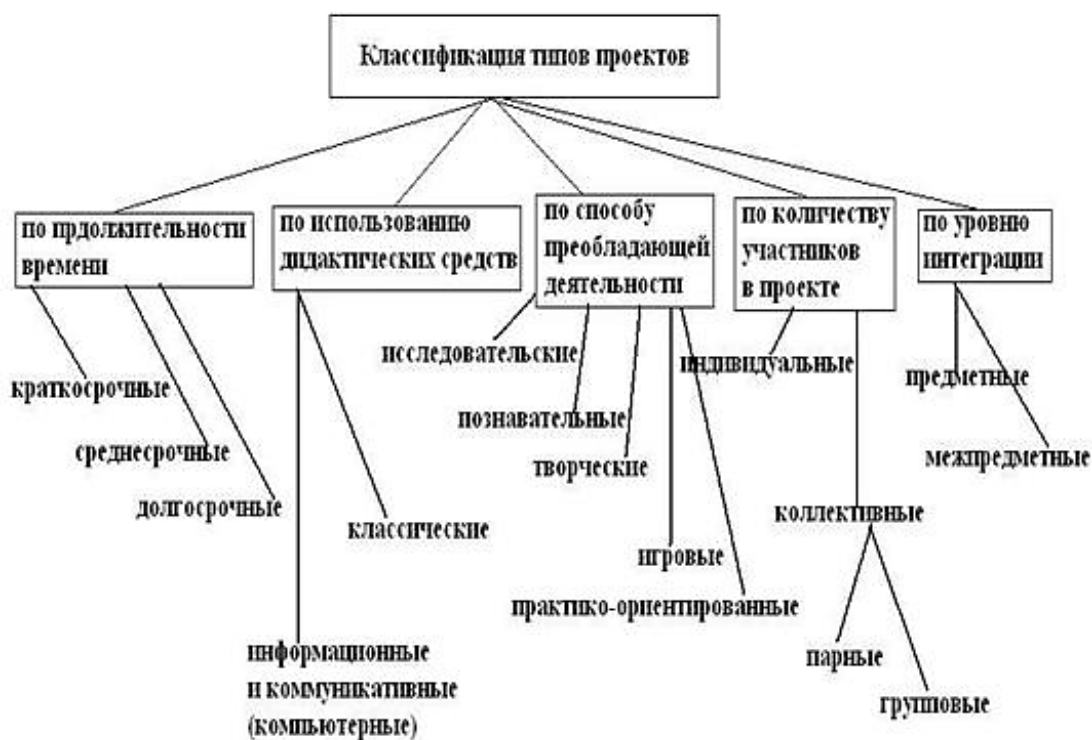 Классификация типов проектов
по прдолжительности
времени
по использованию
дидактических средств
по способу
преобладающей
деятельности
по количеству
участников
в проекте
по уровню
интеграции
краткосрочные
среднесрочные
долгосрочные
классические
информационные
и коммуникативные
(компьютерные)
исследовательские
познавательные
творческие
игровые
практико-ориентированные
индивидуальные
коллективные
парные
групповые
предметные
межпредметные